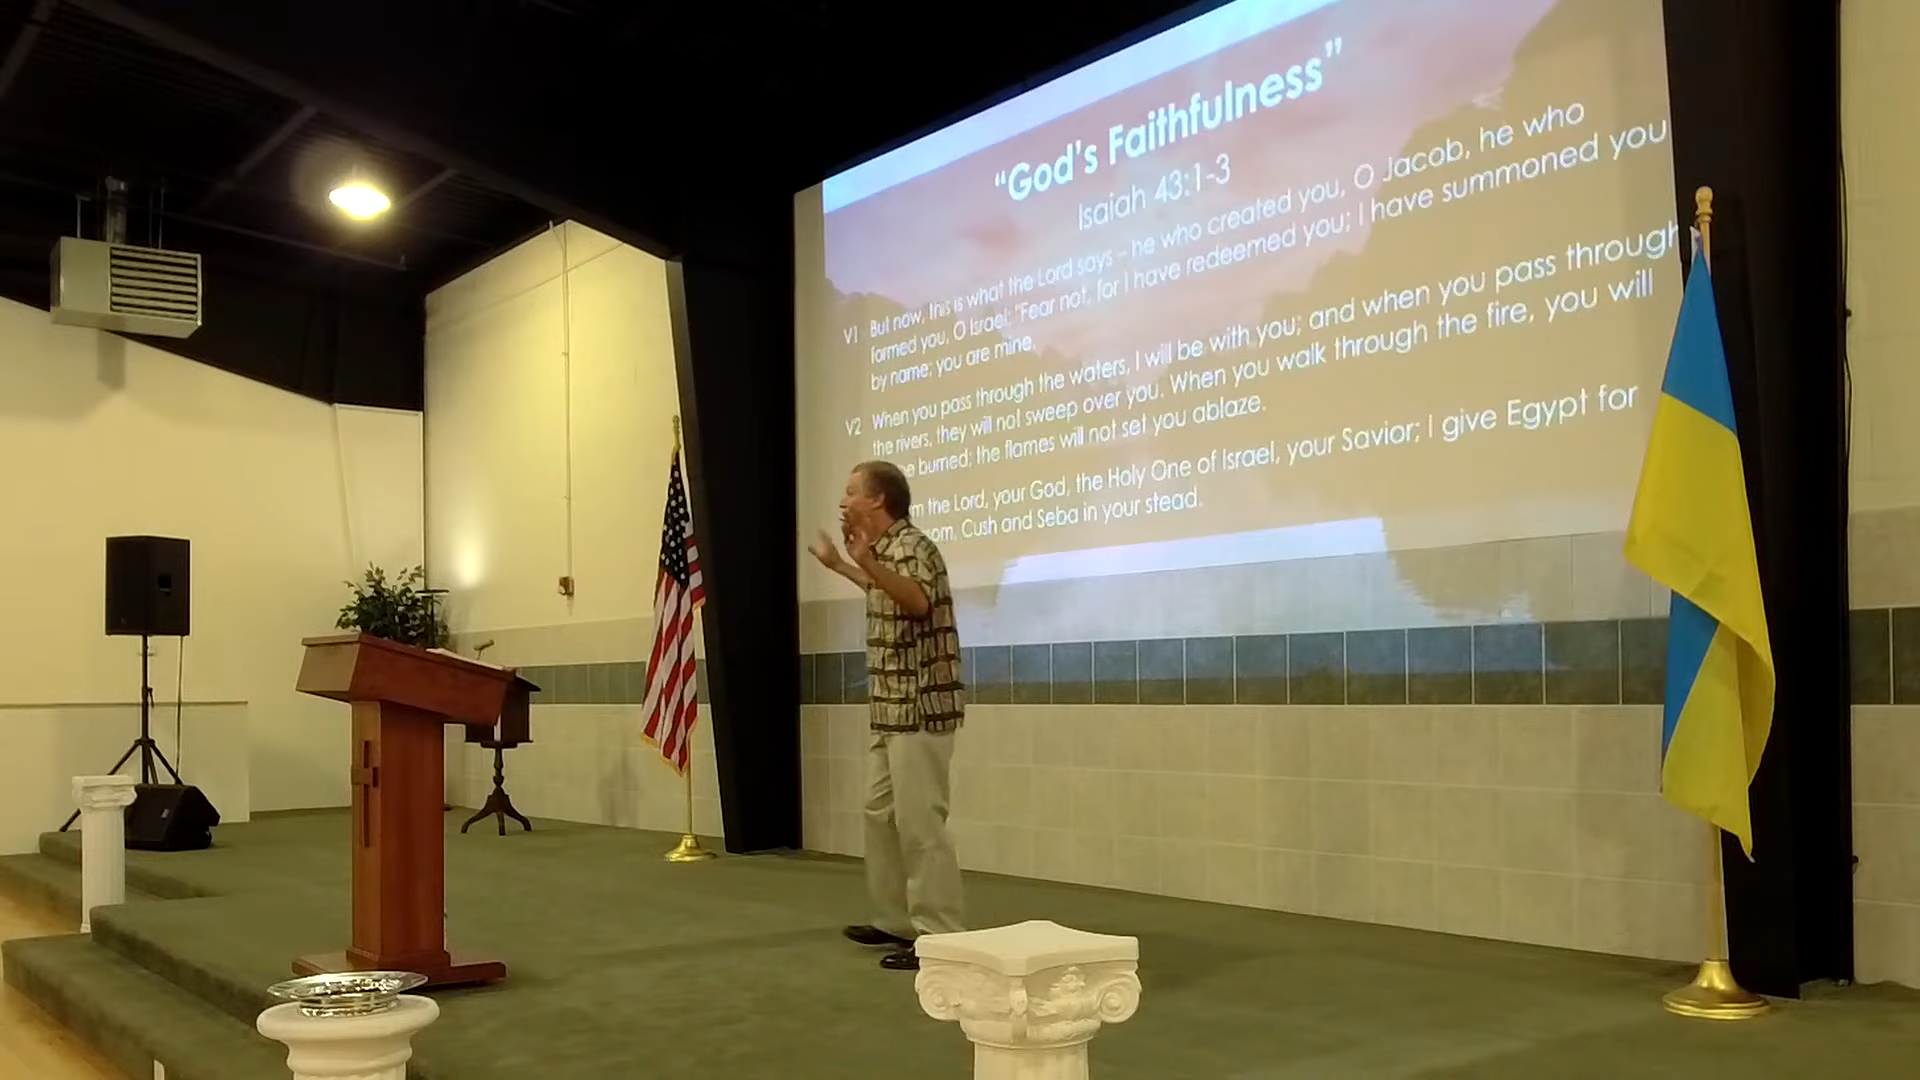 "God's Faithfulness"
Isaiah 43:1-3
V1 But now, this is what the Lord says – he who created you, O Jacob, he who
formed you, O Israel: "Fear not, for I have redeemed you; I have summoned you
by name; you are mine.
V2 When you pass through the waters, I will be with you; and when you pass through
the rivers, they will not sweep over you. When you walk through the fire, you will
be burned; the flames will not set you ablaze.
the Lord, your God, the Holy One of Israel, your Savior; I give Egypt for
Cush and Seba in your stead.